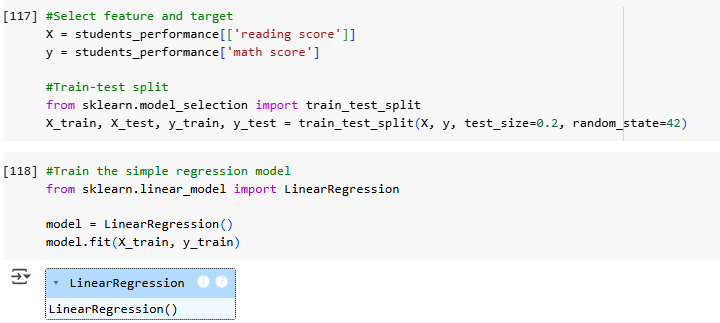 [117] #Select feature and target
X = students_performance[['reading score']]
y = students_performance['math score']
#Train-test split
from sklearn.model_selection import train_test_split
X_train, X_test, y_train, y_test = train_test_split(X, y, test_size=0.2, random_state=42)
[118] #Train the simple regression model
from sklearn.linear_model import LinearRegression
model = LinearRegression()
model.fit(X_train, y_train)
▾ LinearRegression i ?
LinearRegression()